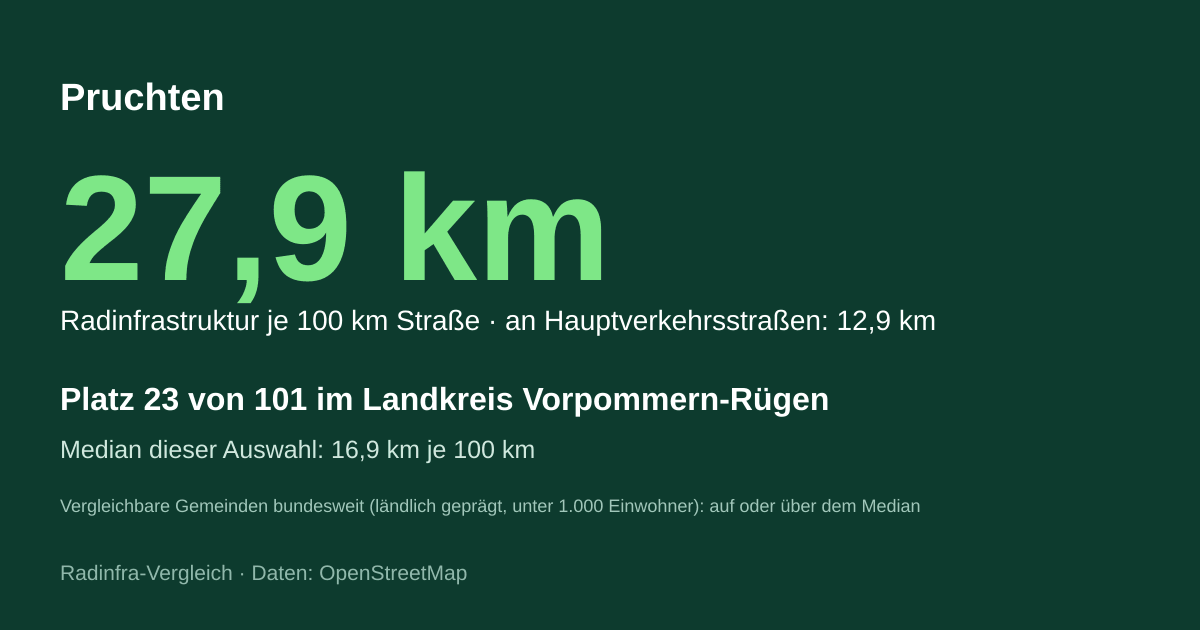 Pruchten
27,9 km
Radinfrastruktur je 100 km Straße · an Hauptverkehrsstraßen: 12,9 km
Platz 23 von 101 im Landkreis Vorpommern-Rügen
Median dieser Auswahl: 16,9 km je 100 km
Vergleichbare Gemeinden bundesweit (ländlich geprägt, unter 1.000 Einwohner): auf oder über dem Median
Radinfra-Vergleich · Daten: OpenStreetMap